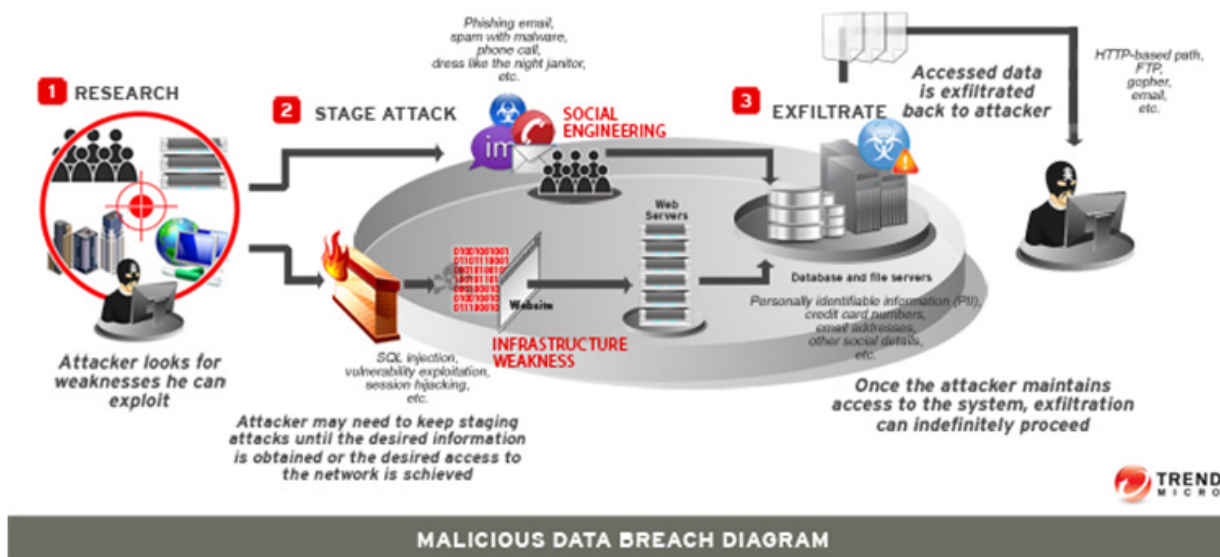 Phishing email,
spam with malware,
phone call,
dress like the night janitor,
etc.
1 RESEARCH
2 STAGE ATTACK
im
SOCIAL
ENGINEERING
3 EXFILTRATE
Accessed data
is exfiltrated
back to attacker
HTTP-based path,
FTP,
gopher,
email,
etc.
Attacker looks for
weaknesses he can
exploit
Website
INFRASTRUCTURE
WEAKNESS
SQL injection,
vulnerability exploitation,
session hijacking,
etc.
Attacker may need to keep staging
attacks until the desired information
is obtained or the desired access to
the network is achieved
Web
Servers
Database and file servers
Personally identifiable information (PII),
credit card numbers,
email addresses,
other social details,
etc.
Once the attacker maintains
access to the system, exfiltration
can indefinitely proceed
TREND
MICRO
MALICIOUS DATA BREACH DIAGRAM